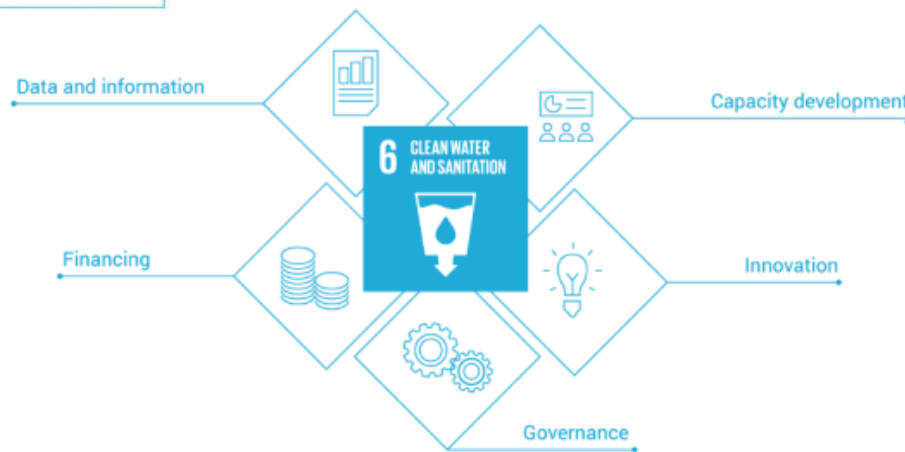 Data and information
Capacity development
6 CLEAN WATER
AND SANITATION
Financing
Innovation
Governance